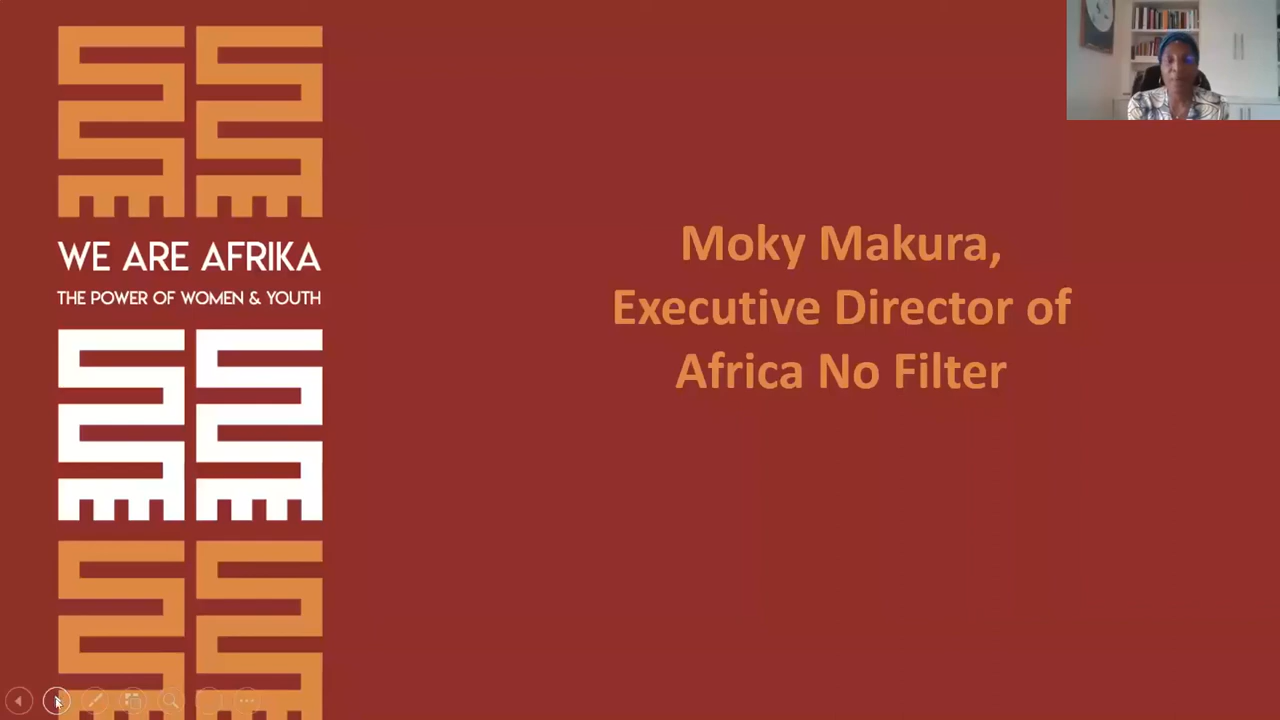 WE ARE AFRIKA
THE POWER OF WOMEN & YOUTH
Moky Makura,
Executive Director of
Africa No Filter